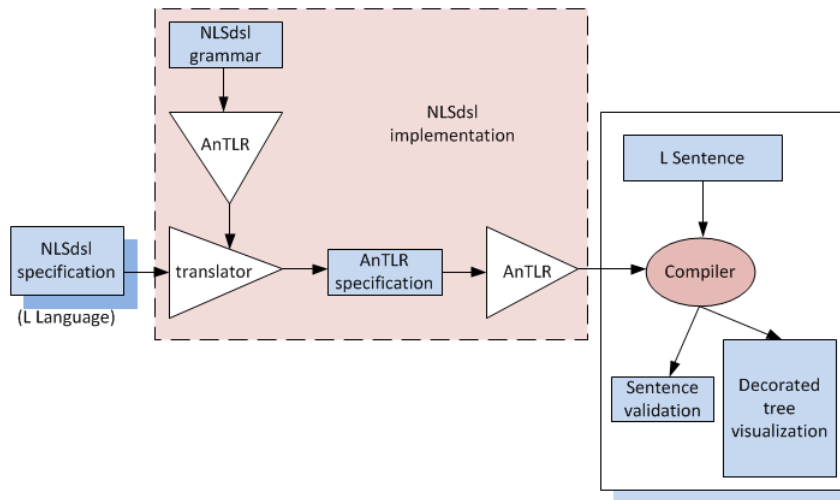 NLSdsl
grammar
AnTLR
NLSdsl
implementation
L Sentence
NLSdsl
specification
(L Language)
translator
AnTLR
specification
AnTLR
Compiler
Sentence
validation
Decorated
tree
visualization